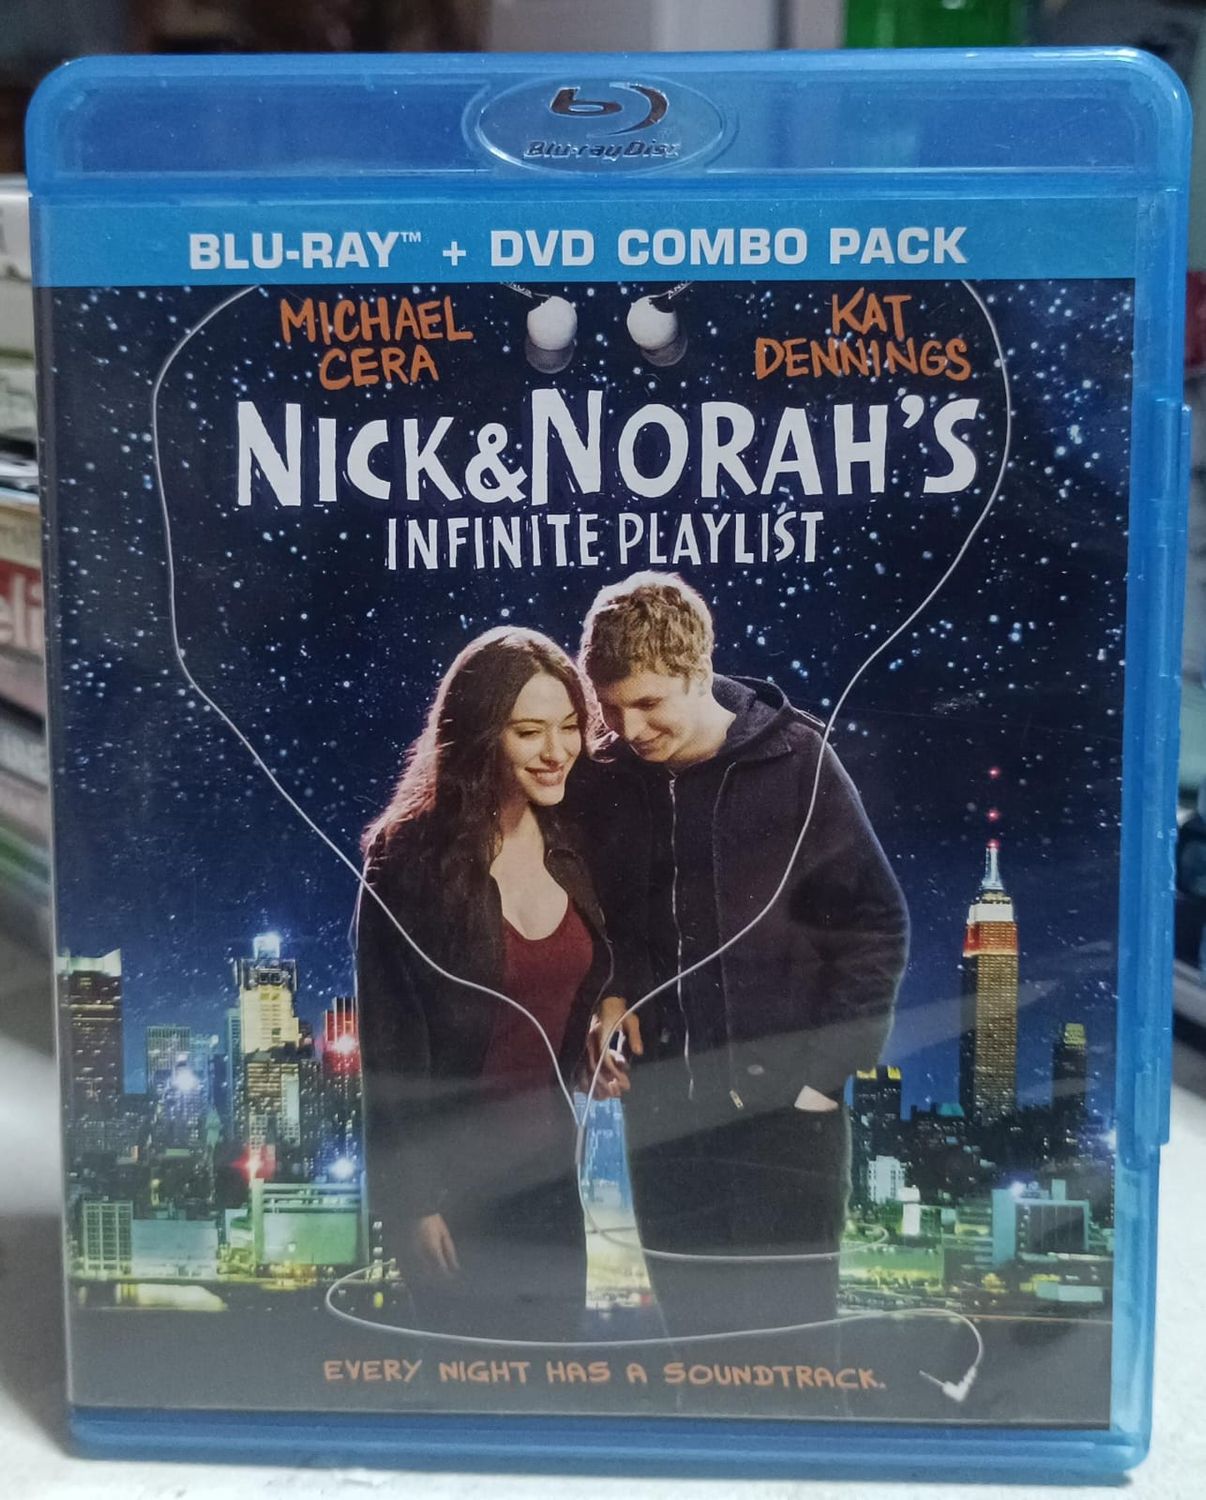 Blu-ray Disc
BLU-RAY™ + DVD COMBO PACK
MICHAEL
CERA
KAT
DENNINGS
NICK & NORAH'S
INFINITE PLAYLIST
EVERY NIGHT HAS A SOUNDTRACK.
eli